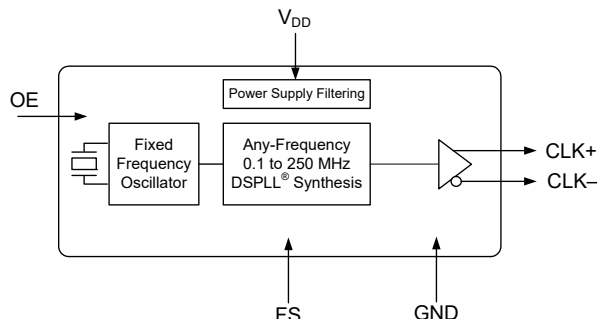 V_DD
Power Supply Filtering
OE
Fixed
Frequency
Oscillator
Any-Frequency
0.1 to 250 MHz
DSPLL® Synthesis
CLK+
CLK–
FS
GND